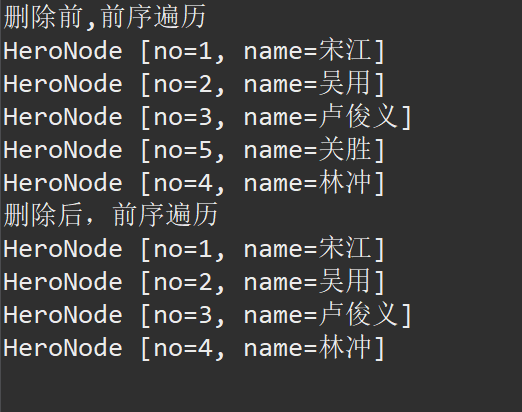 删除前,前序遍历
HeroNode [no=1, name=宋江]
HeroNode [no=2, name=吴用]
HeroNode [no=3, name=卢俊义]
HeroNode [no=5, name=关胜]
HeroNode [no=4, name=林冲]
删除后，前序遍历
HeroNode [no=1, name=宋江]
HeroNode [no=2, name=吴用]
HeroNode [no=3, name=卢俊义]
HeroNode [no=4, name=林冲]